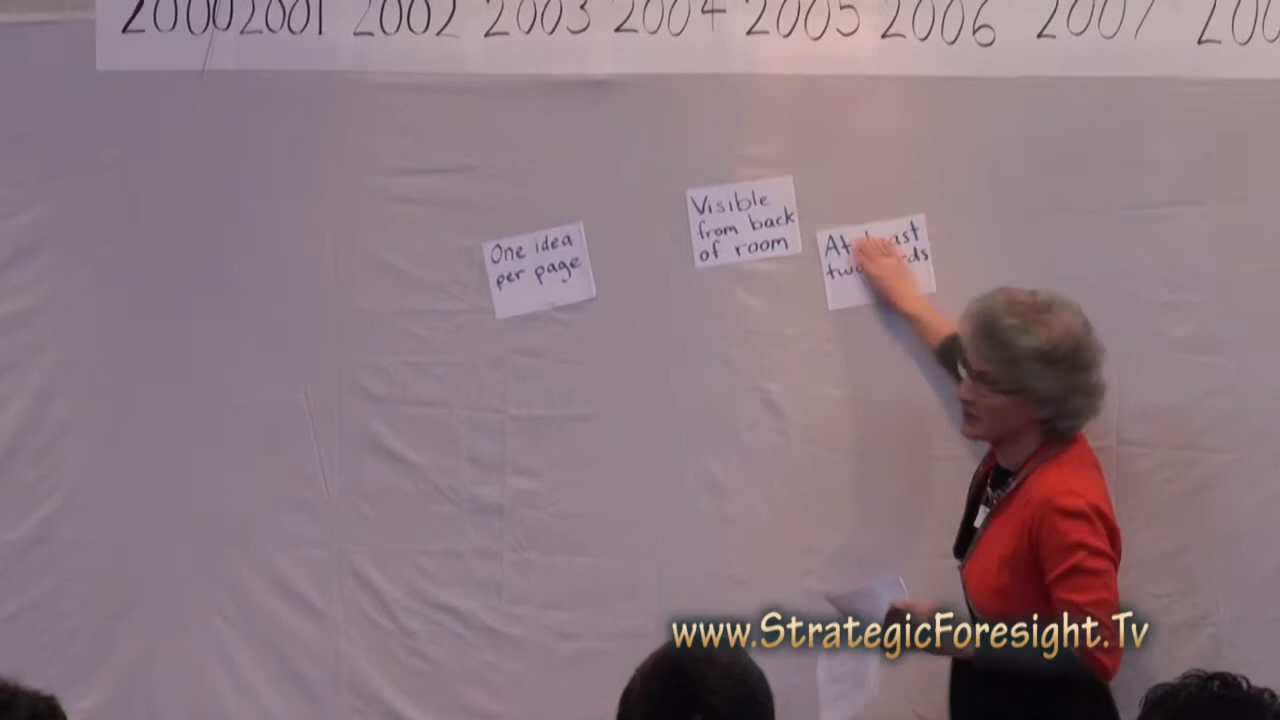 2000 2001 2002 2003 2004 2005 2006 2007
One idea
per page
Visible
from back
of room
At
two
www.StrategicForesight.Tv